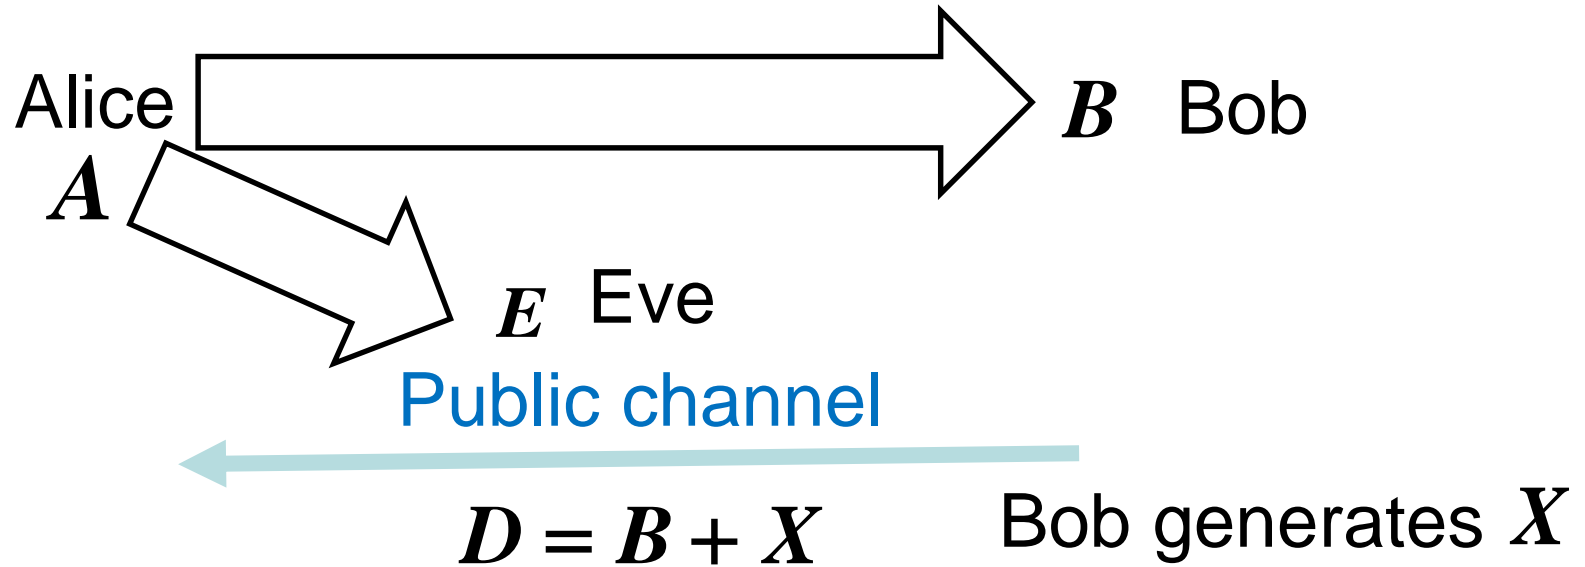 Alice
A
B Bob
E Eve
Public channel
D = B + X
Bob generates X